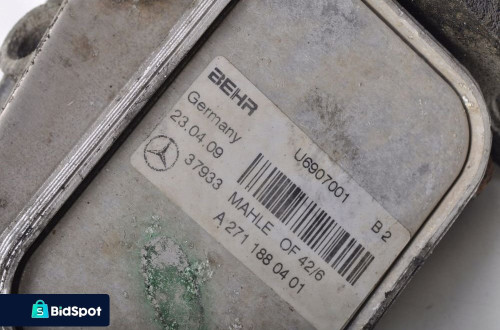 BEHR
Germany
23.04.09
37933
U6907001
B 2
MAHLE OF 42/6
A 271 188 04 01
BidSpot